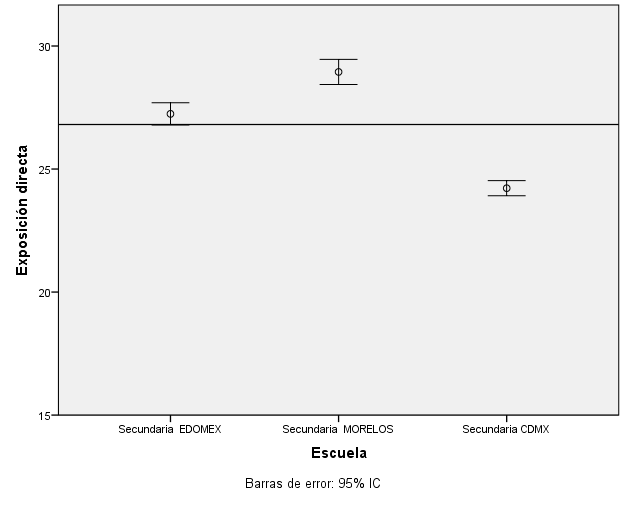 30
25
20
15
Exposición directa
Secundaria EDOMEX
Secundaria MORELOS
Secundaria CDMX
Escuela
Barras de error: 95% IC